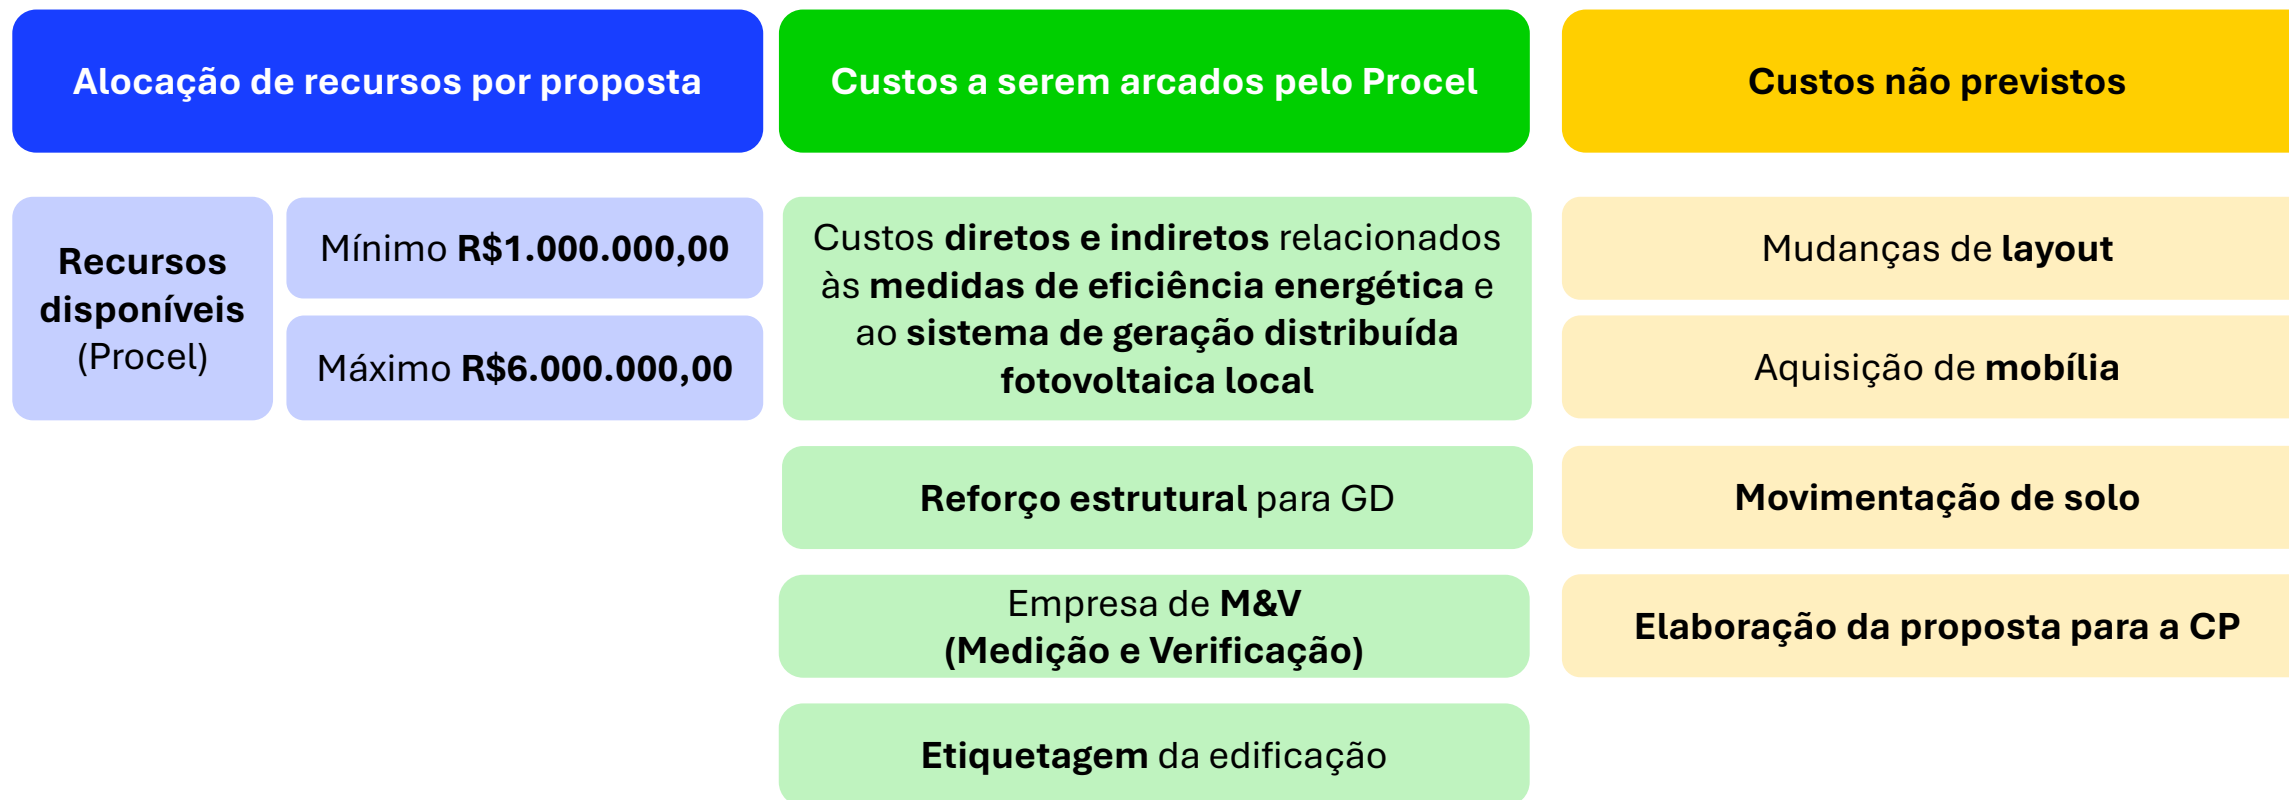 Alocação de recursos por proposta
Recursos
disponíveis
(Procel)
Mínimo R$1.000.000,00
Máximo R$6.000.000,00
Custos a serem arcados pelo Procel
Custos diretos e indiretos relacionados
às medidas de eficiência energética e
ao sistema de geração distribuída
fotovoltaica local
Reforço estrutural para GD
Empresa de M&V
(Medição e Verificação)
Etiquetagem da edificação
Custos não previstos
Mudanças de layout
Aquisição de mobília
Movimentação de solo
Elaboração da proposta para a CP